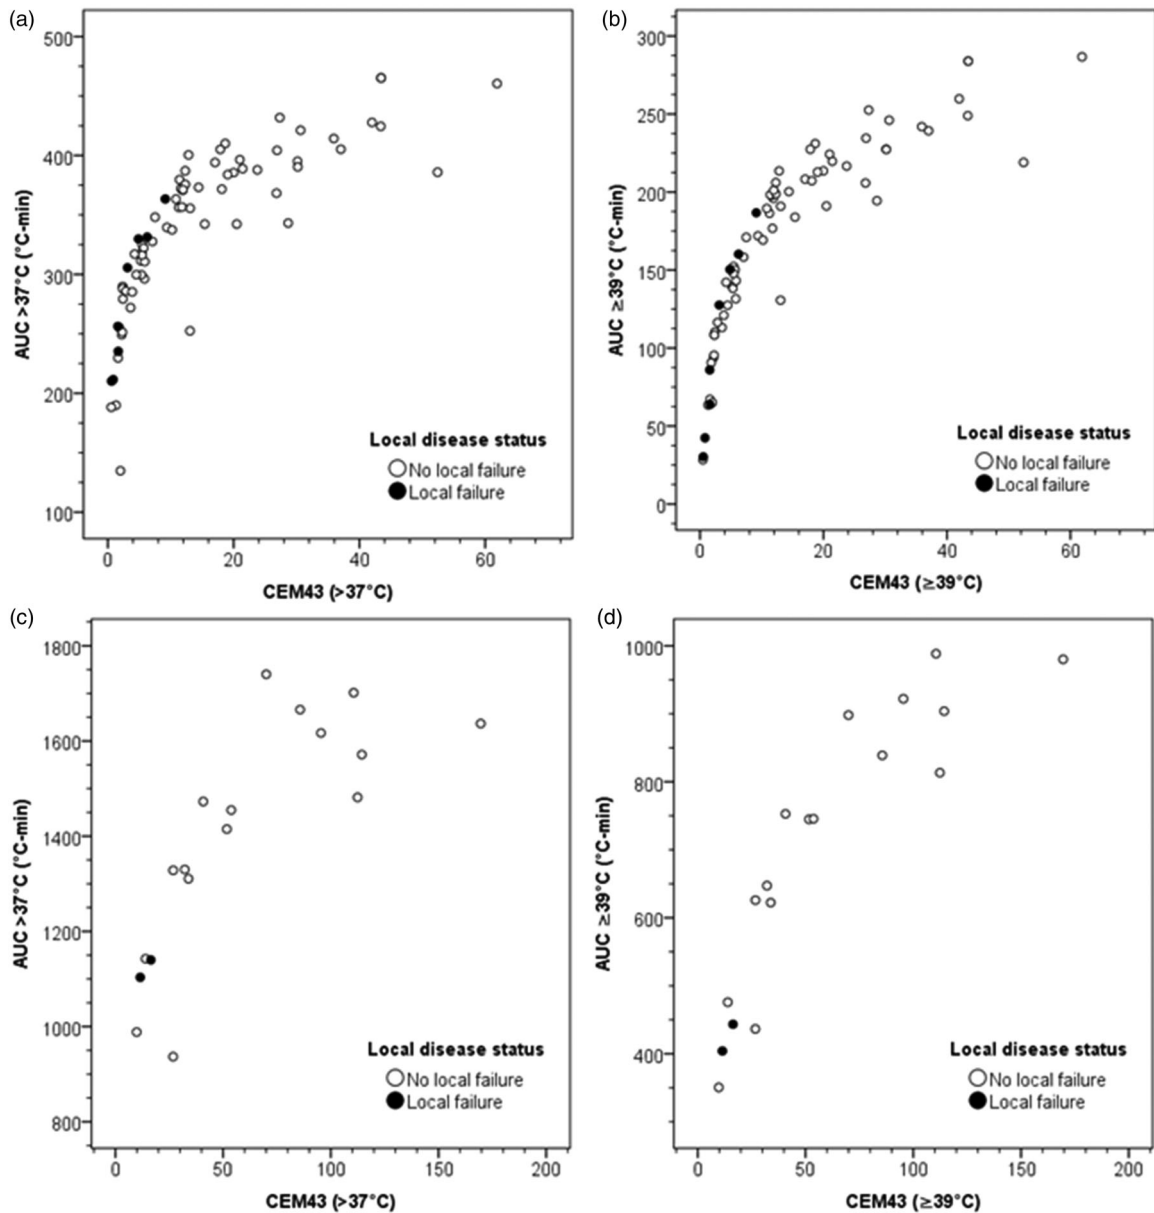 (a)
500
400
300
200
100
AUC >37°C (°C-min)
0 20 40 60
CEM43 (>37°C)
Local disease status
No local failure
Local failure
(b)
300
250
200
150
100
50
0
AUC ≥39°C (°C-min)
0 20 40 60
CEM43 (≥39°C)
Local disease status
No local failure
Local failure
(c)
1800
1600
1400
1200
1000
800
AUC >37°C (°C-min)
0 50 100 150 200
CEM43 (>37°C)
Local disease status
No local failure
Local failure
(d)
1000
800
600
400
AUC ≥39°C (°C-min)
0 50 100 150 200
CEM43 (≥39°C)
Local disease status
No local failure
Local failure